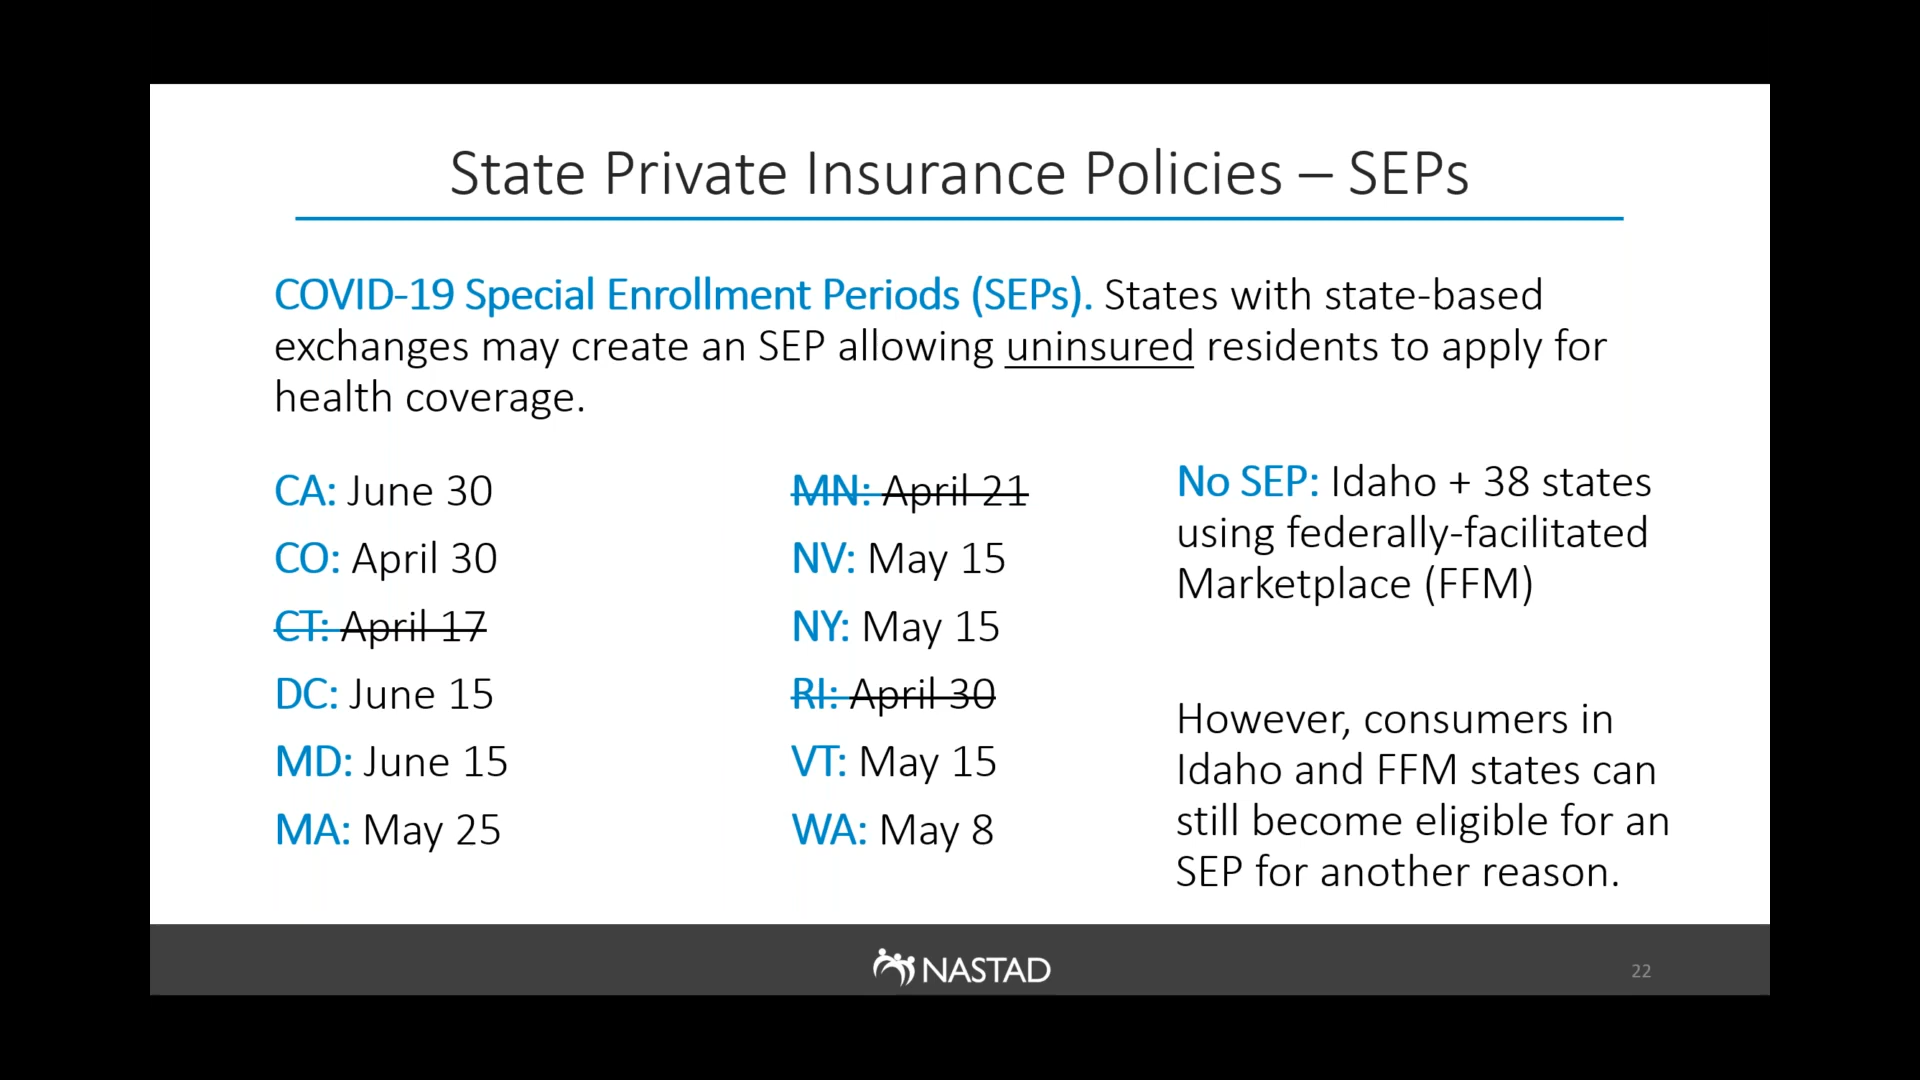 State Private Insurance Policies – SEPs
COVID-19 Special Enrollment Periods (SEPs). States with state-based
exchanges may create an SEP allowing uninsured residents to apply for
health coverage.
CA: June 30
CO: April 30
CT: April 17
DC: June 15
MD: June 15
MA: May 25
MN: April 21
NV: May 15
NY: May 15
RI: April 30
VT: May 15
WA: May 8
No SEP: Idaho + 38 states
using federally-facilitated
Marketplace (FFM)
However, consumers in
Idaho and FFM states can
still become eligible for an
SEP for another reason.
NASTAD
22